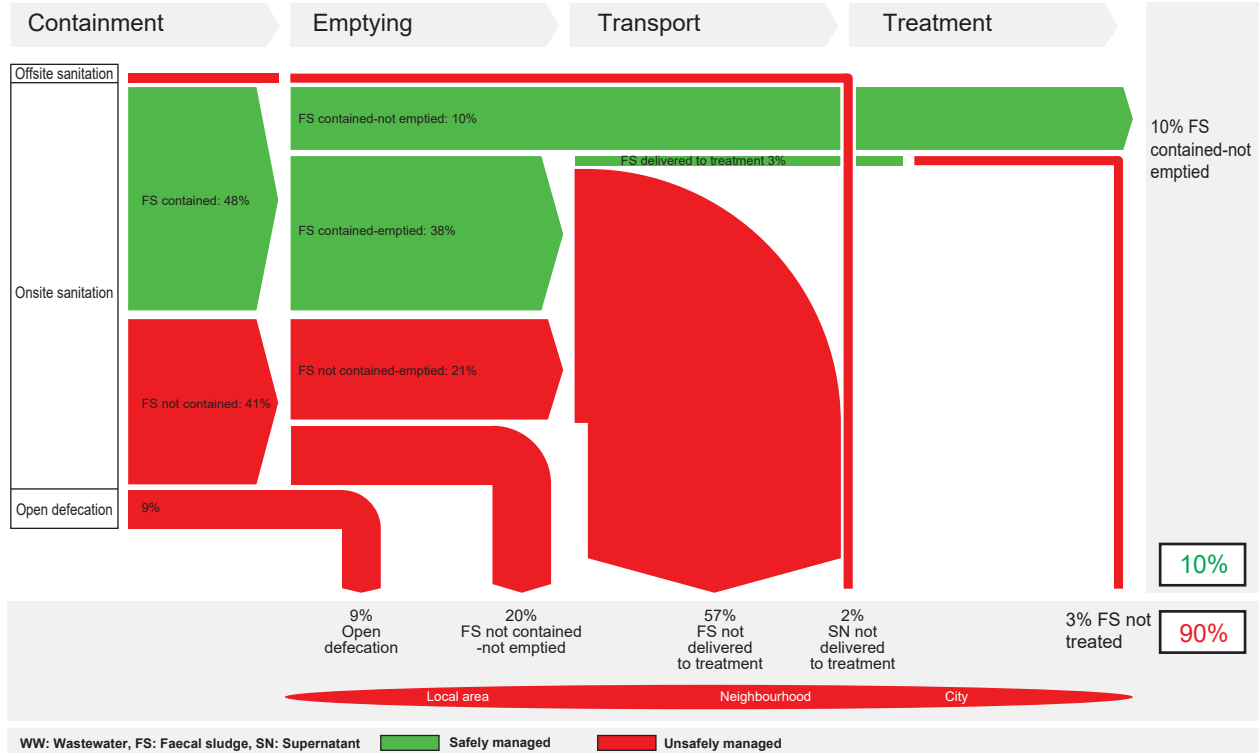 Containment
Emptying
Transport
Treatment
Offsite sanitation
Onsite sanitation
Open defecation
FS contained: 48%
FS not contained: 41%
9%
FS contained-not emptied: 10%
FS contained-emptied: 38%
FS not contained-emptied: 21%
FS delivered to treatment 3%
10% FS
contained-not
emptied
10%
90%
9%
Open
defecation
20%
FS not contained
-not emptied
57%
FS not
delivered
to treatment
2%
SN not
delivered
to treatment
3% FS not
treated
Local area
Neighbourhood
City
WW: Wastewater, FS: Faecal sludge, SN: Supernatant
Safely managed
Unsafely managed